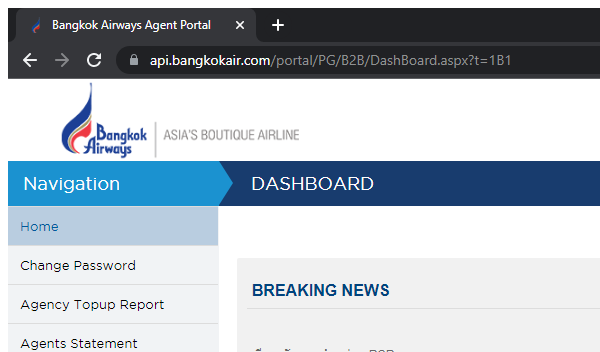 Bangkok Airways Agent Portal
api.bangkokair.com/portal/PG/B2B/DashBoard.aspx?t=1B1
Bangkok Airways
ASIA'S BOUTIQUE AIRLINE
Navigation
DASHBOARD
Home
Change Password
BREAKING NEWS
Agency Topup Report
Agents Statement